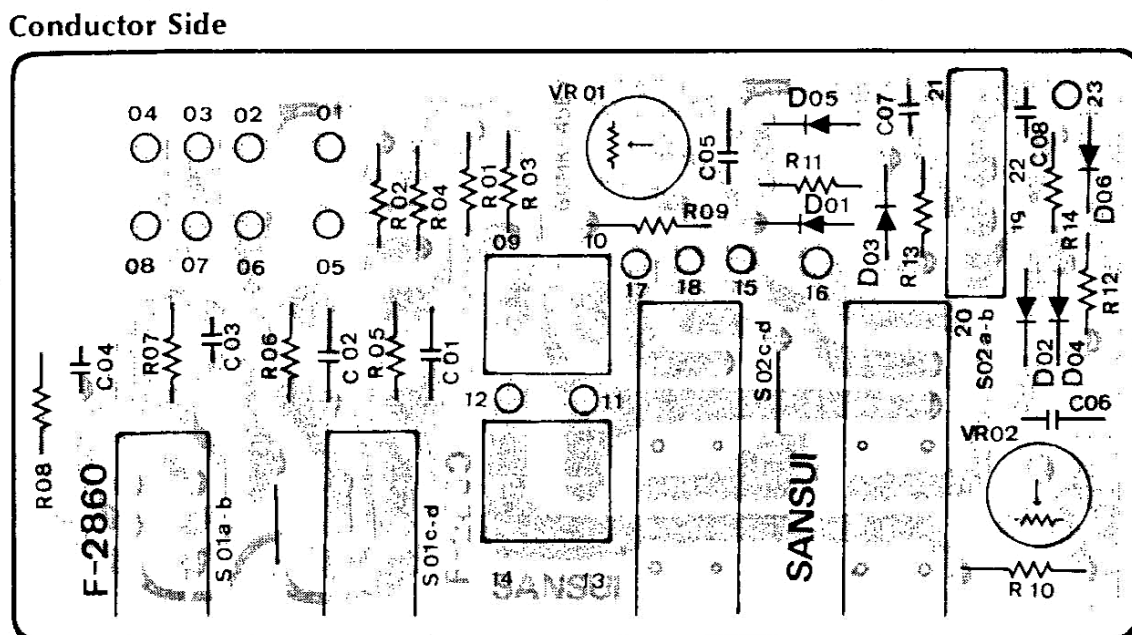 Conductor Side
04 03 02 01
VR 01
D05
C07
21
23
C08
22
C05
R 11
R02
R04
R01
R 03
R09
D01
19
D06
R14
08 07 06 05
09
10
17 18 15 16
D03
R13
R12
20
S02a-b
R08
C04
R07
C03
R06
C 02
R05
C 01
S 02c-d
D02
D04
12
11
C06
VR02
F-2860
S 01a-b
S 01c-d
SANSUI
14
13
SANSUI
R 10